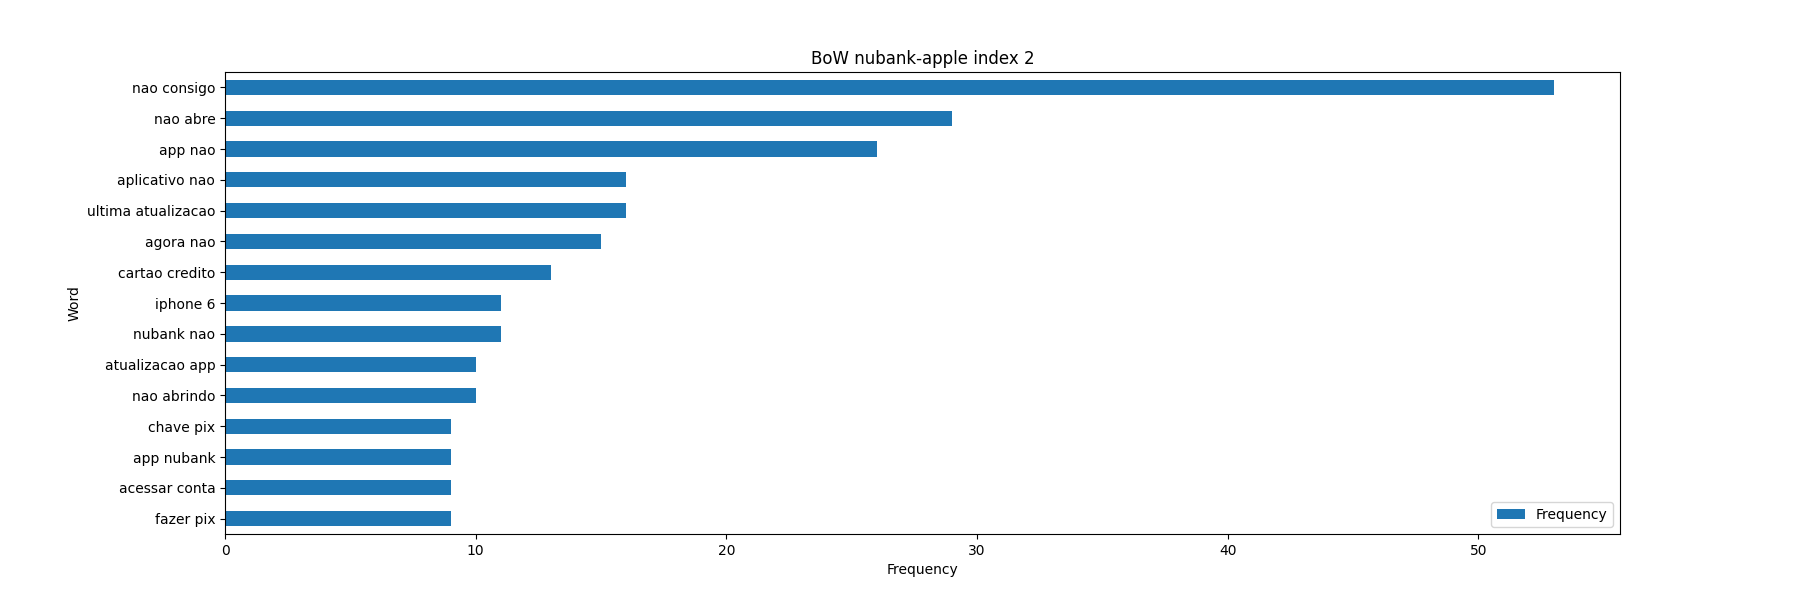 BoW nubank-apple index 2
nao consigo
nao abre
app nao
aplicativo nao
ultima atualizacao
agora nao
cartao credito
iphone 6
nubank nao
atualizacao app
nao abrindo
chave pix
app nubank
acessar conta
fazer pix
Word
Frequency
0 10 20 30 40 50
Frequency